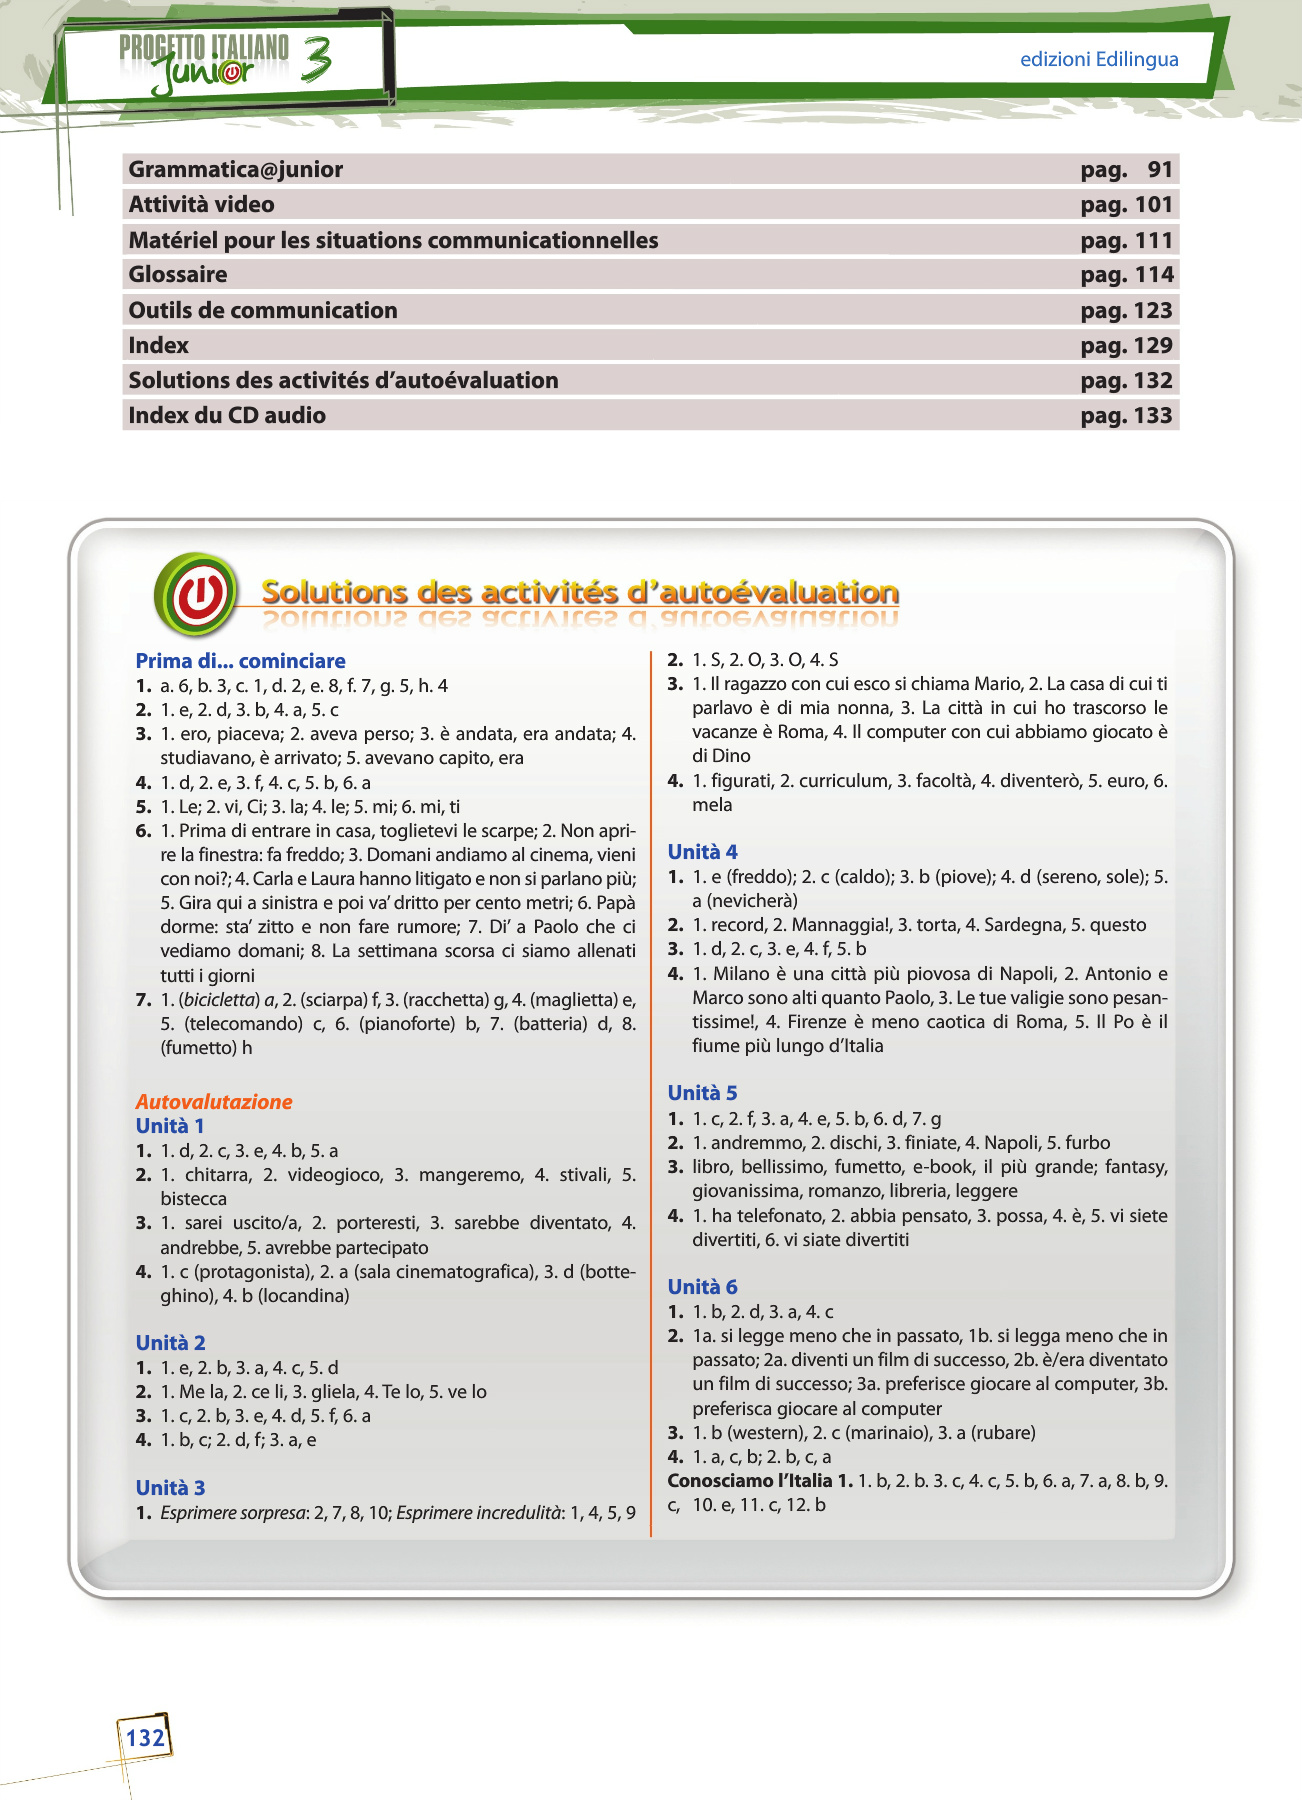 PROGETTO ITALIANO
Junior 3
edizioni Edilingua
Grammatica@junior pag. 91
Attività video pag. 101
Matériel pour les situations communicationnelles pag. 111
Glossaire pag. 114
Outils de communication pag. 123
Index pag. 129
Solutions des activités d’autoévaluation pag. 132
Index du CD audio pag. 133
Solutions des activités d’autoévaluation
Prima di... cominciare
1. a. 6, b. 3, c. 1, d. 2, e. 8, f. 7, g. 5, h. 4
2. 1. e, 2. d, 3. b, 4. a, 5. c
3. 1. ero, piaceva; 2. aveva perso; 3. è andata, era andata; 4.
studiavano, è arrivato; 5. avevano capito, era
4. 1. d, 2. e, 3. f, 4. c, 5. b, 6. a
5. 1. Le; 2. vi, Ci; 3. la; 4. le; 5. mi; 6. mi, ti
6. 1. Prima di entrare in casa, toglietevi le scarpe; 2. Non apri-
re la finestra: fa freddo; 3. Domani andiamo al cinema, vieni
con noi?; 4. Carla e Laura hanno litigato e non si parlano più;
5. Gira qui a sinistra e poi va’ dritto per cento metri; 6. Papà
dorme: sta’ zitto e non fare rumore; 7. Di’ a Paolo che ci
vediamo domani; 8. La settimana scorsa ci siamo allenati
tutti i giorni
7. 1. (bicicletta) a, 2. (sciarpa) f, 3. (racchetta) g, 4. (maglietta) e,
5. (telecomando) c, 6. (pianoforte) b, 7. (batteria) d, 8.
(fumetto) h
Autovalutazione
Unità 1
1. 1. d, 2. c, 3. e, 4. b, 5. a
2. 1. chitarra, 2. videogioco, 3. mangeremo, 4. stivali, 5.
bistecca
3. 1. sarei uscito/a, 2. porteresti, 3. sarebbe diventato, 4.
andrebbe, 5. avrebbe partecipato
4. 1. c (protagonista), 2. a (sala cinematografica), 3. d (botte-
ghino), 4. b (locandina)
Unità 2
1. 1. e, 2. b, 3. a, 4. c, 5. d
2. 1. Me la, 2. ce li, 3. gliela, 4. Te lo, 5. ve lo
3. 1. c, 2. b, 3. e, 4. d, 5. f, 6. a
4. 1. b, c; 2. d, f; 3. a, e
Unità 3
1. Esprimere sorpresa: 2, 7, 8, 10; Esprimere incredulità: 1, 4, 5, 9
2. 1. S, 2. O, 3. O, 4. S
3. 1. Il ragazzo con cui esco si chiama Mario, 2. La casa di cui ti
parlavo è di mia nonna, 3. La città in cui ho trascorso le
vacanze è Roma, 4. Il computer con cui abbiamo giocato è
di Dino
4. 1. figurati, 2. curriculum, 3. facoltà, 4. diventerò, 5. euro, 6.
mela
Unità 4
1. 1. e (freddo); 2. c (caldo); 3. b (piove); 4. d (sereno, sole); 5.
a (nevicherà)
2. 1. record, 2. Mannaggia!, 3. torta, 4. Sardegna, 5. questo
3. 1. d, 2. c, 3. e, 4. f, 5. b
4. 1. Milano è una città più piovosa di Napoli, 2. Antonio e
Marco sono alti quanto Paolo, 3. Le tue valigie sono pesan-
tissime!, 4. Firenze è meno caotica di Roma, 5. Il Po è il
fiume più lungo d’Italia
Unità 5
1. 1. c, 2. f, 3. a, 4. e, 5. b, 6. d, 7. g
2. 1. andremmo, 2. dischi, 3. finiate, 4. Napoli, 5. furbo
3. libro, bellissimo, fumetto, e-book, il più grande; fantasy,
giovanissima, romanzo, libreria, leggere
4. 1. ha telefonato, 2. abbia pensato, 3. possa, 4. è, 5. vi siete
divertiti, 6. vi siate divertiti
Unità 6
1. 1. b, 2. d, 3. a, 4. c
2. 1a. si legge meno che in passato, 1b. si legga meno che in
passato; 2a. diventi un film di successo, 2b. è/era diventato
un film di successo; 3a. preferisce giocare al computer, 3b.
preferisca giocare al computer
3. 1. b (western), 2. c (marinaio), 3. a (rubare)
4. 1. a, c, b; 2. b, c, a
Conosciamo l’Italia 1. 1. b, 2. b. 3. c, 4. c, 5. b, 6. a, 7. a, 8. b, 9.
c, 10. e, 11. c, 12. b
132